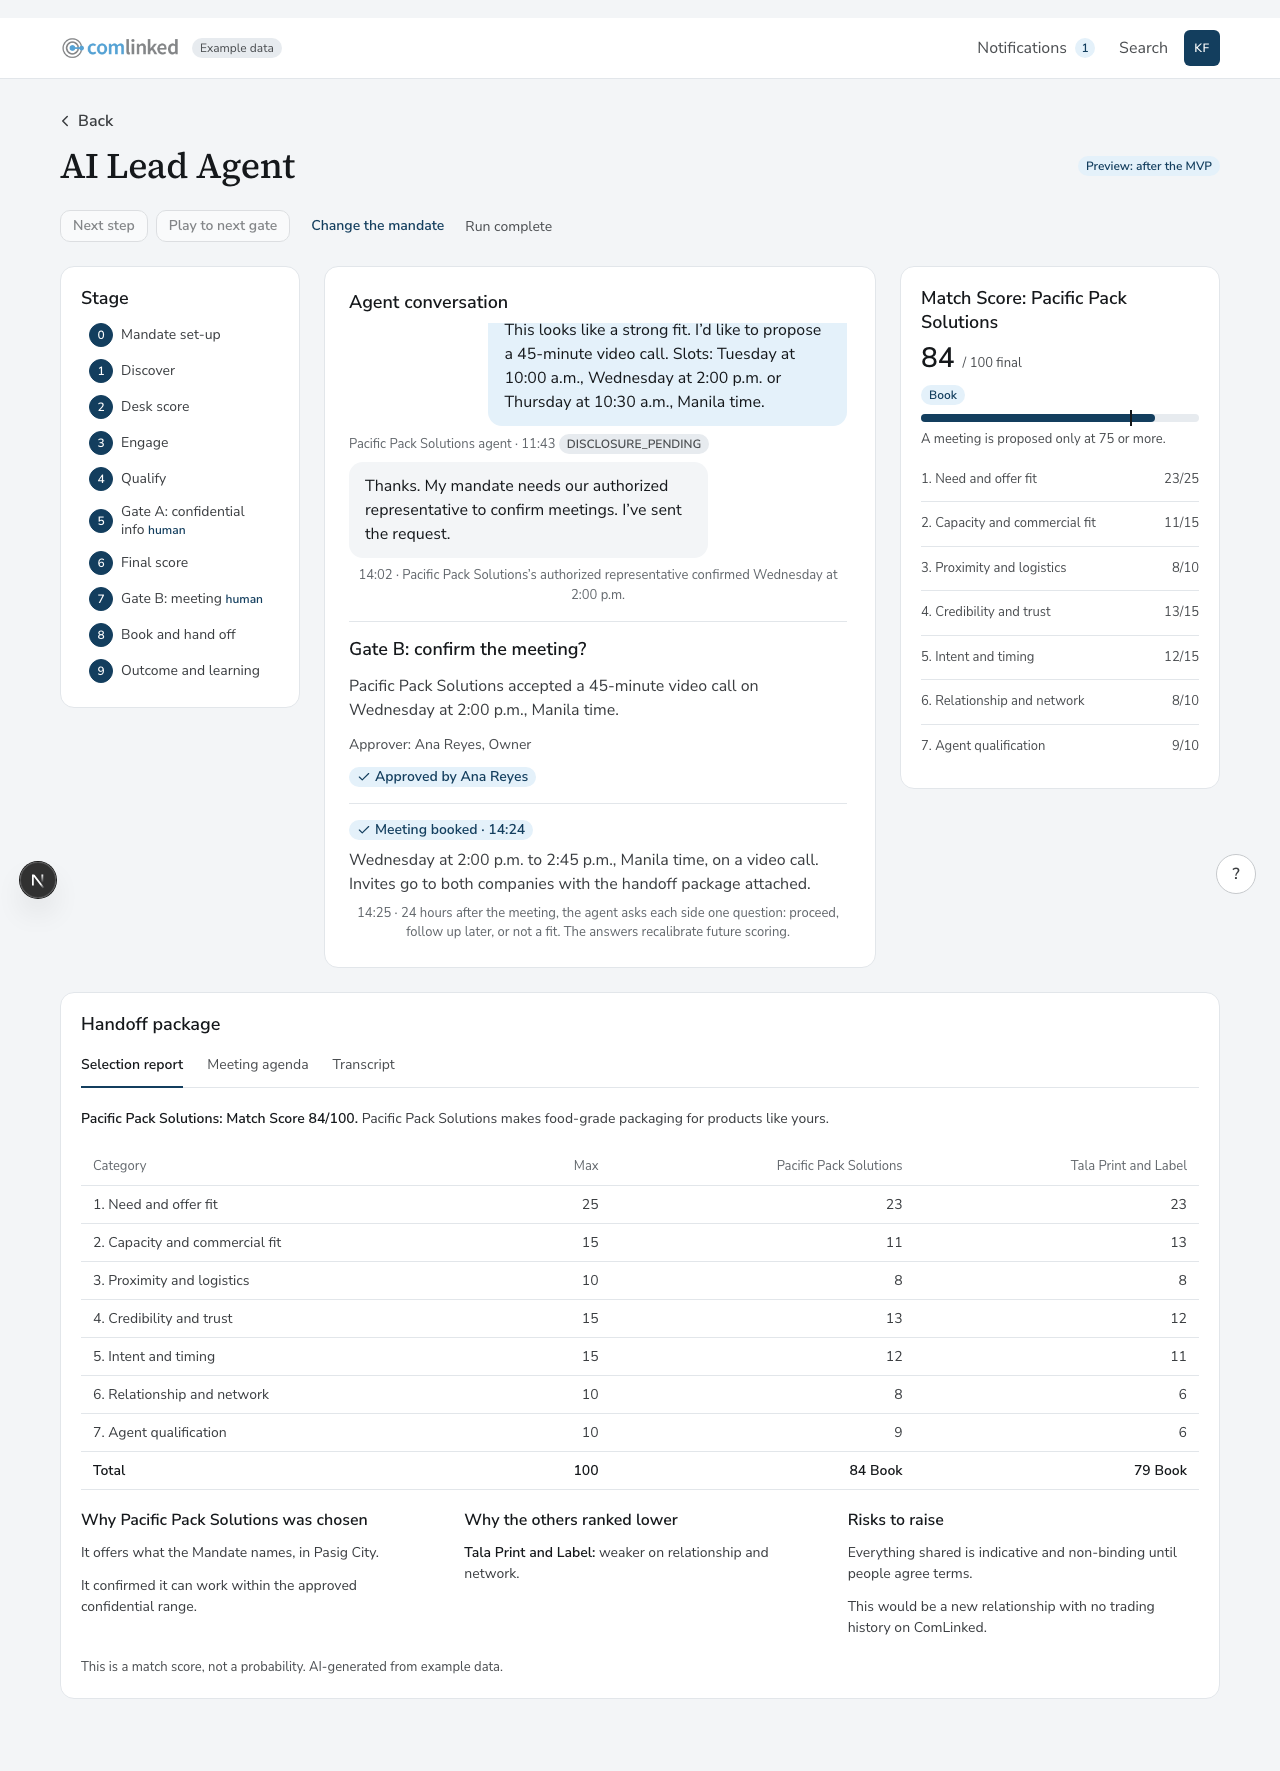 comlinked
Example data
Notifications 1
Search
KF
Back
AI Lead Agent
Preview: after the MVP
Next step
Play to next gate
Change the mandate
Run complete
Stage
0 Mandate set-up
1 Discover
2 Desk score
3 Engage
4 Qualify
5 Gate A: confidential
info human
6 Final score
7 Gate B: meeting human
8 Book and hand off
9 Outcome and learning
Agent conversation
This looks like a strong fit. I’d like to propose
a 45-minute video call. Slots: Tuesday at
10:00 a.m., Wednesday at 2:00 p.m. or
Thursday at 10:30 a.m., Manila time.
Pacific Pack Solutions agent · 11:43 DISCLOSURE_PENDING
Thanks. My mandate needs our authorized
representative to confirm meetings. I’ve sent
the request.
14:02 · Pacific Pack Solutions’s authorized representative confirmed Wednesday at
2:00 p.m.
Gate B: confirm the meeting?
Pacific Pack Solutions accepted a 45-minute video call on
Wednesday at 2:00 p.m., Manila time.
Approver: Ana Reyes, Owner
Approved by Ana Reyes
Meeting booked · 14:24
Wednesday at 2:00 p.m. to 2:45 p.m., Manila time, on a video call.
Invites go to both companies with the handoff package attached.
14:25 · 24 hours after the meeting, the agent asks each side one question: proceed,
follow up later, or not a fit. The answers recalibrate future scoring.
Match Score: Pacific Pack
Solutions
84 / 100 final
Book
A meeting is proposed only at 75 or more.
1. Need and offer fit 23/25
2. Capacity and commercial fit 11/15
3. Proximity and logistics 8/10
4. Credibility and trust 13/15
5. Intent and timing 12/15
6. Relationship and network 8/10
7. Agent qualification 9/10
N
?
Handoff package
Selection report
Meeting agenda
Transcript
Pacific Pack Solutions: Match Score 84/100. Pacific Pack Solutions makes food-grade packaging for products like yours.
Category Max Pacific Pack Solutions Tala Print and Label
1. Need and offer fit 25 23 23
2. Capacity and commercial fit 15 11 13
3. Proximity and logistics 10 8 8
4. Credibility and trust 15 13 12
5. Intent and timing 15 12 11
6. Relationship and network 10 8 6
7. Agent qualification 10 9 6
Total 100 84 Book 79 Book
Why Pacific Pack Solutions was chosen
It offers what the Mandate names, in Pasig City.
It confirmed it can work within the approved
confidential range.
Why the others ranked lower
Tala Print and Label: weaker on relationship and
network.
Risks to raise
Everything shared is indicative and non-binding until
people agree terms.
This would be a new relationship with no trading
history on ComLinked.
This is a match score, not a probability. AI-generated from example data.